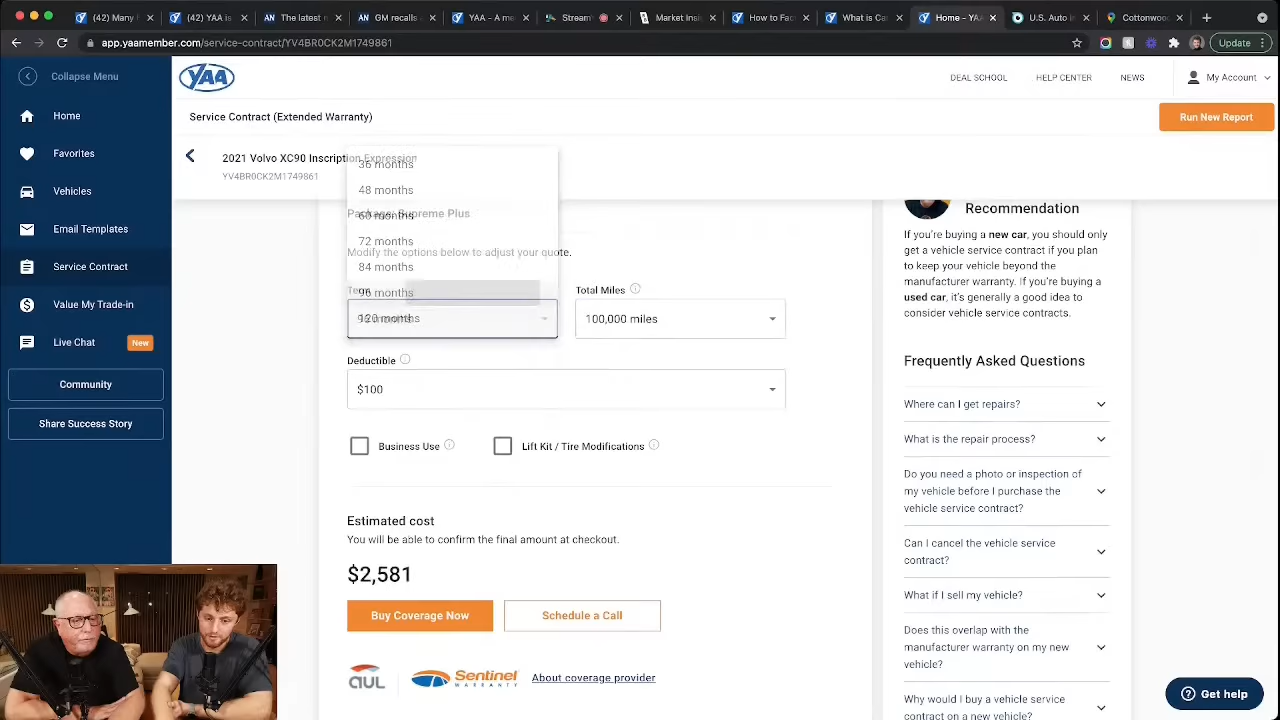 (42) Many l
(42) YAA is
The latest r
GM recalls
YAA - A me
Stream
Market Insi
How to Fac
What is Ca
Home - YA
U.S. Auto i
Cottonwoo
app.yaamember.com/service-contract/YV4BR0CK2M1749861
Update
Collapse Menu
YAA
DEAL SCHOOL
HELP CENTER
NEWS
My Account
Home
Favorites
Vehicles
Email Templates
Service Contract
Value My Trade-in
Live Chat
New
Community
Share Success Story
Service Contract (Extended Warranty)
Run New Report
2021 Volvo XC90 Inscription Expression
YV4BR0CK2M1749861
36 months
48 months
60 months
72 months
84 months
96 months
120 months
Package: Supreme Plus
Modify the options below to adjust your quote.
Term
Total Miles
100,000 miles
Deductible
$100
Business Use
Lift Kit / Tire Modifications
Estimated cost
You will be able to confirm the final amount at checkout.
$2,581
Buy Coverage Now
Schedule a Call
aul
Sentinel
WARRANTY
About coverage provider
Recommendation
If you're buying a new car, you should only
get a vehicle service contract if you plan
to keep your vehicle beyond the
manufacturer warranty. If you're buying a
used car, it's generally a good idea to
consider vehicle service contracts.
Frequently Asked Questions
Where can I get repairs?
What is the repair process?
Do you need a photo or inspection of
my vehicle before I purchase the
vehicle service contract?
Can I cancel the vehicle service
contract?
What if I sell my vehicle?
Does this overlap with the
manufacturer warranty on my new
vehicle?
Why would I buy a vehicle service
contract on a new vehicle?
Get help